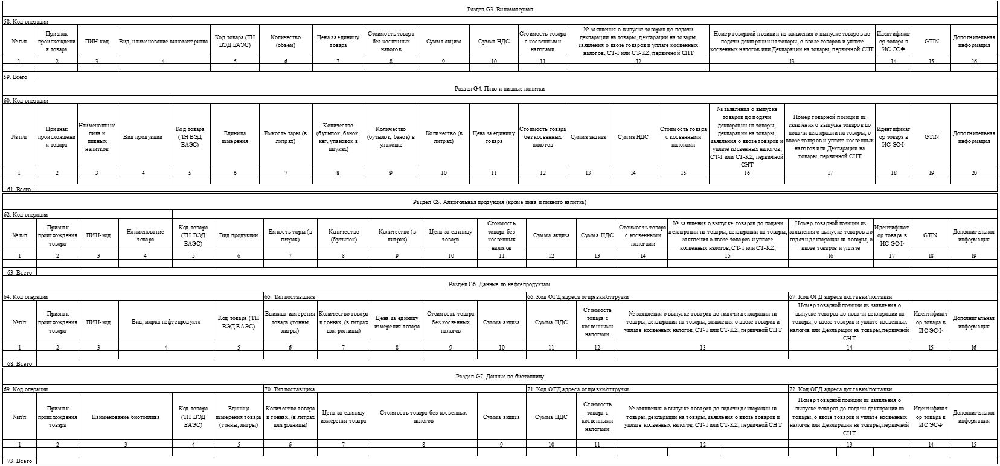 Раздел G3. Виноматериал
58. Код операции
№ п/п	Признак происхождения товара	ПИН-код	Вид, наименование виноматериала	Код товара (ТН ВЭД ЕАЭС)	Количество (объем)	Цена за единицу товара	Стоимость товара без косвенных налогов	Сумма акциза	Сумма НДС	Стоимость товара с косвенными налогами	№ заявления о выпуске товаров до подачи декларации на товары, декларации на товары, заявления о ввозе товаров и уплате косвенных налогов, СТ-1 или СТ-KZ, первичной СНТ	Номер товарной позиции из заявления о выпуске товаров до подачи декларации на товары, о ввозе товаров и уплате косвенных налогов или Декларации на товары, первичной СНТ	Идентификатор товара в ИС ЭСФ	GTIN	Дополнительная информация
1	2	3	4	5	6	7	8	9	10	11	12	13	14	15	16
59. Всего
Раздел G4. Пиво и пивные напитки
60. Код операции
№ п/п	Признак происхождения товара	Наименование пива и пивных напитков	Вид продукции	Код товара (ТН ВЭД ЕАЭС)	Единица измерения	Емкость тары (в литрах)	Количество (бутылок, банок, кег, упаковок в штуках)	Количество (бутылок, банок) в упаковке	Количество (в литрах)	Цена за единицу товара	Стоимость товара без косвенных налогов	Сумма акциза	Сумма НДС	Стоимость товара с косвенными налогами	№ заявления о выпуске товаров до подачи декларации на товары, декларации на товары, заявления о ввозе товаров и уплате косвенных налогов, СТ-1 или СТ-KZ, первичной СНТ	Номер товарной позиции из заявления о выпуске товаров до подачи декларации на товары, о ввозе товаров и уплате косвенных налогов или Декларации на товары, первичной СНТ	Идентификатор товара в ИС ЭСФ	GTIN	Дополнительная информация
1	2	3	4	5	6	7	8	9	10	11	12	13	14	15	16	17	18	19	20
61. Всего
Раздел G5. Алкогольная продукция (кроме пива и пивного напитка)
62. Код операции
№ п/п	Признак происхождения товара	ПИН-код	Наименование товара	Код товара (ТН ВЭД ЕАЭС)	Вид продукции	Емкость тары (в литрах)	Количество (бутылок)	Количество (в литрах)	Цена за единицу товара	Стоимость товара без косвенных налогов	Сумма акциза	Сумма НДС	Стоимость товара с косвенными налогами	№ заявления о выпуске товаров до подачи декларации на товары, декларации на товары, заявления о ввозе товаров и уплате косвенных налогов, СТ-1 или СТ-KZ,	Номер товарной позиции из заявления о выпуске товаров до подачи декларации на товары, о ввозе товаров и уплате	Идентификатор товара в ИС ЭСФ	GTIN	Дополнительная информация
1	2	3	4	5	6	7	8	9	10	11	12	13	14	15	16	17	18	19
63. Всего
Раздел G6. Данные по нефтепродуктам
64. Код операции	65. Тип поставщика	66. Код ОГД адреса отправки/отгрузки	67. Код ОГД адреса доставки/поставки
№п/п	Признак происхождения товара	ПИН-код	Вид, марка нефтепродукта	Код товара (ТН ВЭД ЕАЭС)	Единица измерения товара (тонны, литры)	Количество товара в тоннах, (в литрах для розницы)	Цена за единицу измерения товара	Стоимость товара без косвенных налогов	Сумма акциза	Сумма НДС	Стоимость товара с косвенными налогами	№ заявления о выпуске товаров до подачи декларации на товары, декларации на товары, заявления о ввозе товаров и уплате косвенных налогов, СТ-1 или СТ-KZ, первичной СНТ	Номер товарной позиции из заявления о выпуске товаров до подачи декларации на товары, о ввозе товаров и уплате косвенных налогов или Декларации на товары, первичной СНТ	Идентификатор товара в ИС ЭСФ	Дополнительная информация
1	2	3	4	5	6	7	8	9	10	11	12	13	14	15	16
68. Всего
Раздел G7. Данные по биотопливу
69. Код операции	70. Тип поставщика	71. Код ОГД адреса отправки/отгрузки	72. Код ОГД адреса доставки/поставки
№п/п	Признак происхождения товара	Наименование биотоплива	Код товара (ТН ВЭД ЕАЭС)	Единица измерения товара (тонны, литры)	Количество товара в тоннах, (в литрах для розницы)	Цена за единицу измерения товара	Стоимость товара без косвенных налогов	Сумма акциза	Сумма НДС	Стоимость товара с косвенными налогами	№ заявления о выпуске товаров до подачи декларации на товары, декларации на товары, заявления о ввозе товаров и уплате косвенных налогов, СТ-1 или СТ-KZ, первичной СНТ	Номер товарной позиции из заявления о выпуске товаров до подачи декларации на товары, о ввозе товаров и уплате косвенных налогов или Декларации на товары, первичной СНТ	Идентификатор товара в ИС ЭСФ	Дополнительная информация
1	2	3	4	5	6	7	8	9	10	11	12	13	14	15
73. Всего